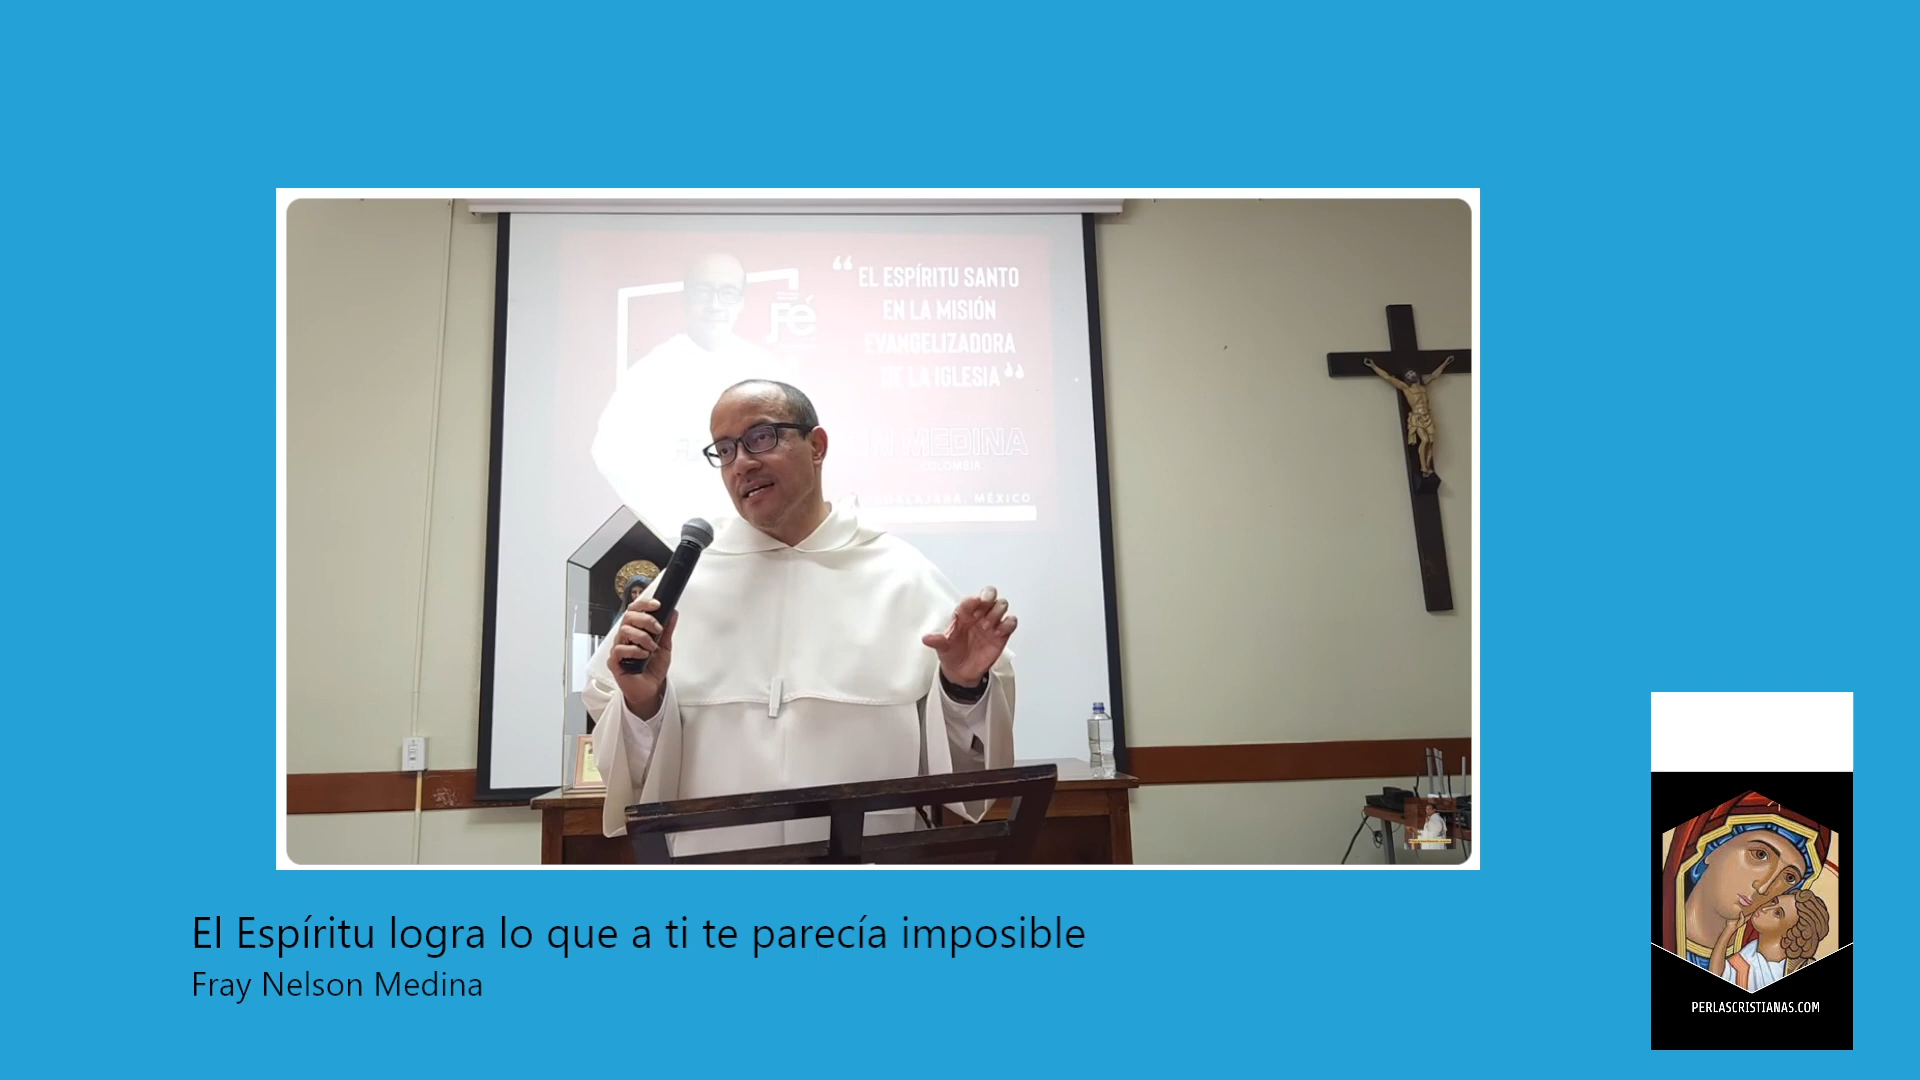 “ EL ESPÍRITU SANTO
EN LA MISIÓN
EVANGELIZADORA
DE LA IGLESIA ”
Fé
MEDINA
COLOMBIA
MÉXICO
El Espíritu logra lo que a ti te parecía imposible
Fray Nelson Medina
PERLASCRISTIANAS.COM